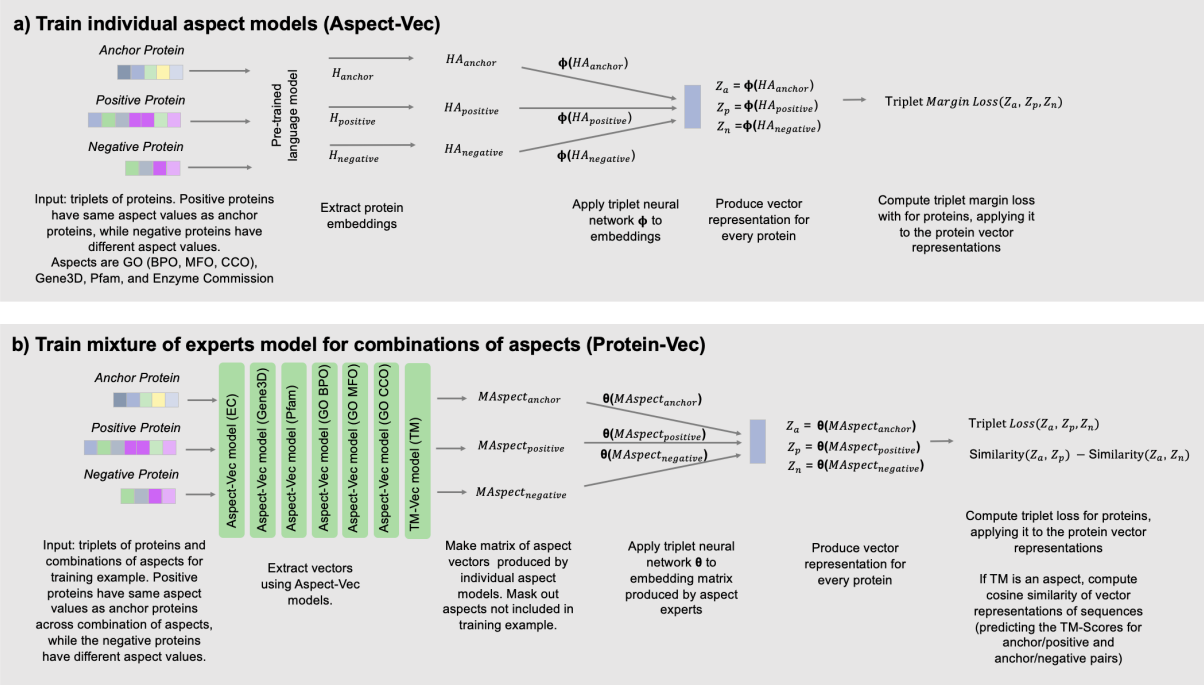 a) Train individual aspect models (Aspect-Vec)
Anchor Protein
Positive Protein
Negative Protein
Pre-trained
language model
H_anchor
H_positive
H_negative
HA_anchor
HA_positive
HA_negative
ϕ(HA_anchor)
ϕ(HA_positive)
ϕ(HA_negative)
Z_a = ϕ(HA_anchor)
Z_p = ϕ(HA_positive)
Z_n =ϕ(HA_negative)
Triplet Margin Loss(Z_a, Z_p, Z_n)
Input: triplets of proteins. Positive proteins
have same aspect values as anchor
proteins, while negative proteins have
different aspect values.
Aspects are GO (BPO, MFO, CCO),
Gene3D, Pfam, and Enzyme Commission
Extract protein
embeddings
Apply triplet neural
network ϕ to
embeddings
Produce vector
representation for
every protein
Compute triplet margin loss
with for proteins, applying it
to the protein vector
representations
b) Train mixture of experts model for combinations of aspects (Protein-Vec)
Anchor Protein
Positive Protein
Negative Protein
Aspect-Vec model (EC)
Aspect-Vec model (Gene3D)
Aspect-Vec model (Pfam)
Aspect-Vec model (GO BPO)
Aspect-Vec model (GO MFO)
Aspect-Vec model (GO CCO)
TM-Vec model (TM)
MAspect_anchor
MAspect_positive
MAspect_negative
θ(MAspect_anchor)
θ(MAspect_positive)
θ(MAspect_negative)
Z_a = θ(MAspect_anchor)
Z_p = θ(MAspect_positive)
Z_n = θ(MAspect_negative)
Triplet Loss(Z_a, Z_p, Z_n)
Similarity(Z_a, Z_p) − Similarity(Z_a, Z_n)
Input: triplets of proteins and
combinations of aspects for
training example. Positive
proteins have same aspect
values as anchor proteins
across combination of aspects,
while the negative proteins
have different aspect values.
Extract vectors
using Aspect-Vec
models.
Make matrix of aspect
vectors produced by
individual aspect
models. Mask out
aspects not included in
training example.
Apply triplet neural
network θ to
embedding matrix
produced by aspect
experts
Produce vector
representation for
every protein
Compute triplet loss for proteins,
applying it to the protein vector
representations
If TM is an aspect, compute
cosine similarity of vector
representations of sequences
(predicting the TM-Scores for
anchor/positive and
anchor/negative pairs)